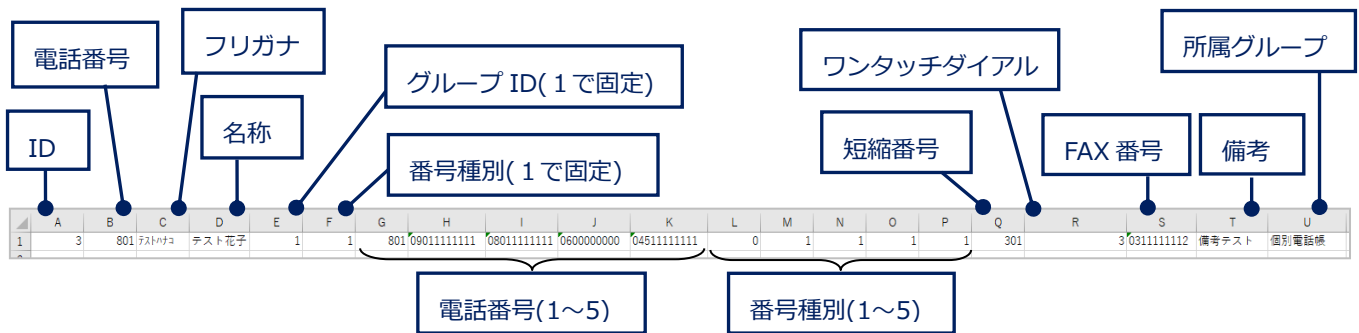 電話番号
フリガナ
所属グループ
グループ ID(１で固定)
ワンタッチダイアル
ID
名称
番号種別(１で固定)
短縮番号
FAX 番号
備考
A B C D E F G H I J K L M N O P Q R S T U
1 3 801 ﾃｽﾄﾊﾅｺ テスト花子 1 1 801 09011111111 08011111111 0600000000 04511111111 0 1 1 1 1 301 3 0311111112 備考テスト 個別電話帳
電話番号(1～5)
番号種別(1～5)